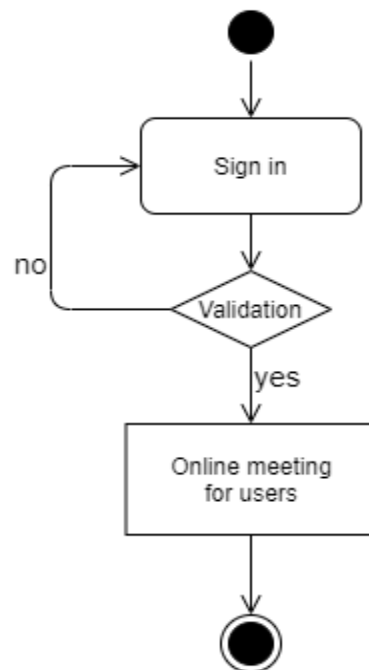 Sign in
no
Validation
yes
Online meeting
for users